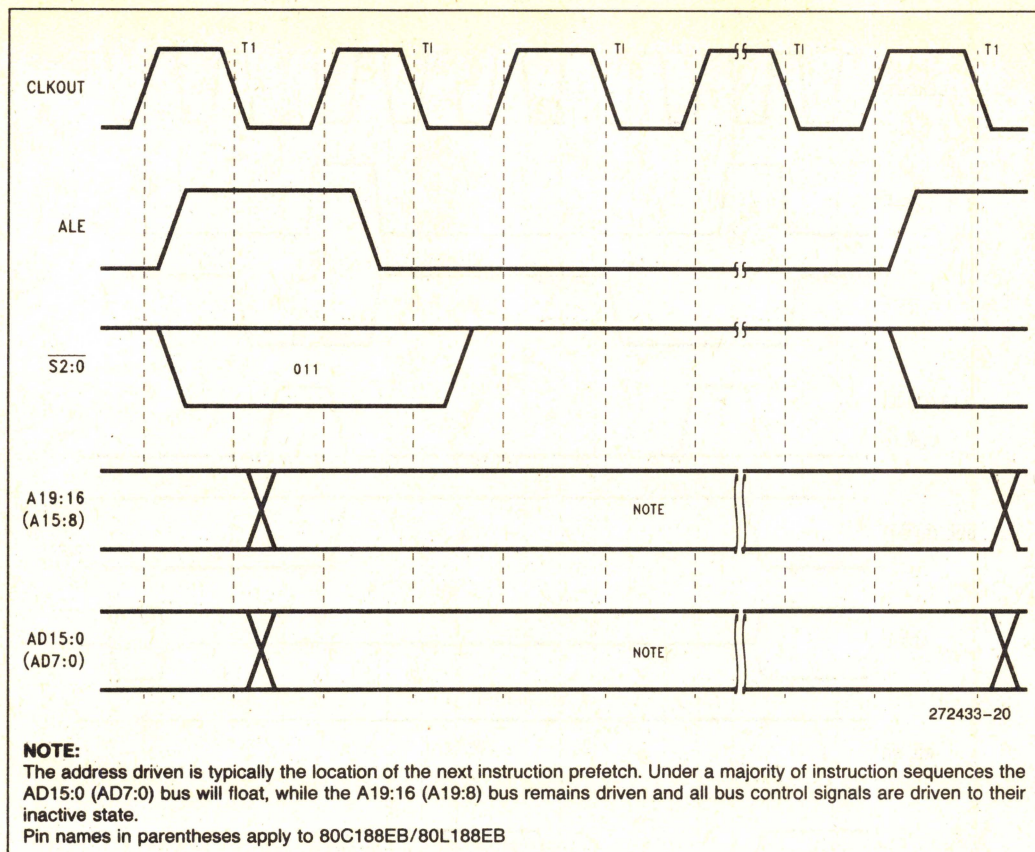 T1 TI TI TI T1
CLKOUT
ALE
S2:0
011
A19:16
(A15:8)
NOTE
AD15:0
(AD7:0)
NOTE
272433–20
NOTE:
The address driven is typically the location of the next instruction prefetch. Under a majority of instruction sequences the
AD15:0 (AD7:0) bus will float, while the A19:16 (A19:8) bus remains driven and all bus control signals are driven to their
inactive state.
Pin names in parentheses apply to 80C188EB/80L188EB